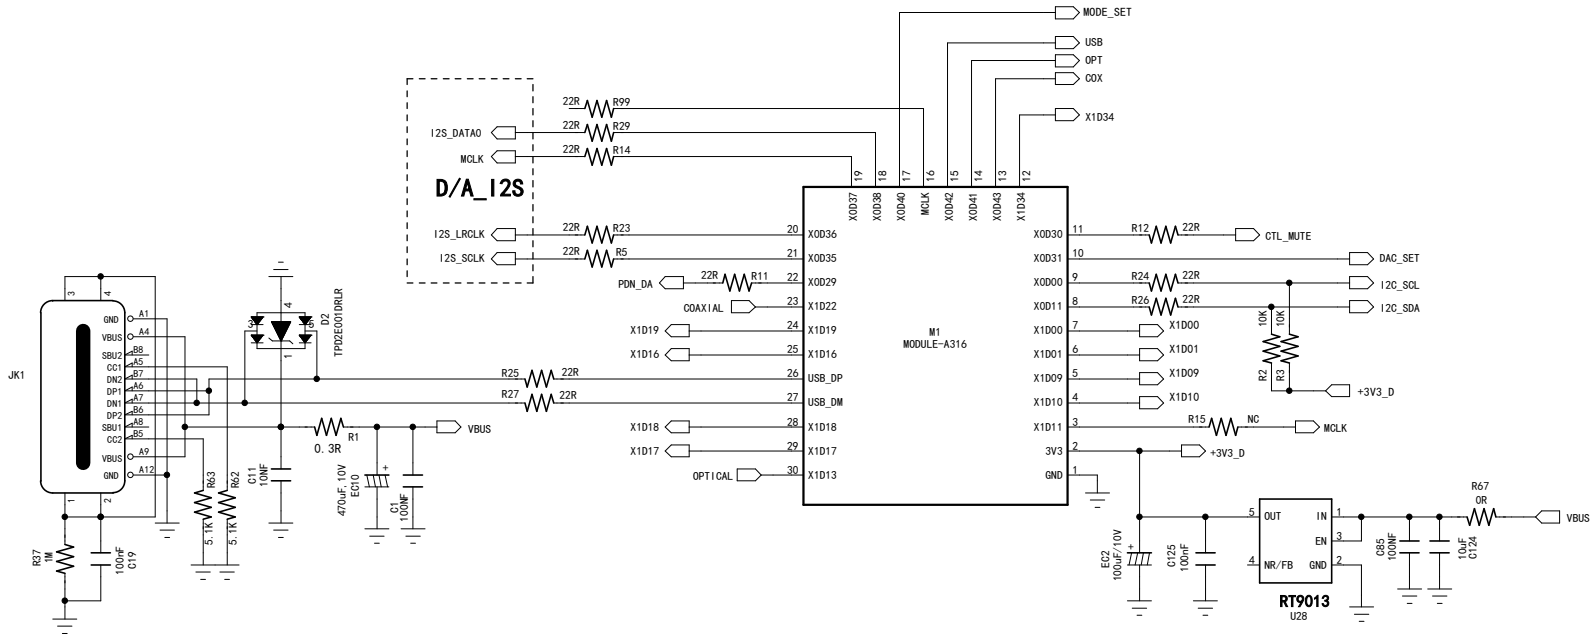 MODE_SET
USB
OPT
COX
X1D34
22R R99
I2S_DATA0 22R R29
MCLK 22R R14
D/A_I2S
I2S_LRCLK 22R R23
I2S_SCLK 22R R5
PDN_DA 22R R11
COAXIAL
X1D19
X1D16
R25 22R
R27 22R
X1D18
X1D17
OPTICAL
19 18 17 16 15 14 13 12
X0D37 X0D38 X0D40 MCLK X0D42 X0D41 X0D43 X1D34
20 X0D36
21 X0D35
22 X0D29
23 X1D22
24 X1D19
25 X1D16
26 USB_DP
27 USB_DM
28 X1D18
29 X1D17
30 X1D13
M1
MODULE-A316
X0D30 11 R12 22R CTL_MUTE
X0D31 10 DAC_SET
X0D00 9 R24 22R I2C_SCL
X0D11 8 R26 22R I2C_SDA
X1D00 7 X1D00
X1D01 6 X1D01
X1D09 5 X1D09
X1D10 4 X1D10
X1D11 3 R15 NC MCLK
3V3 2 +3V3_D
GND 1
10K 10K
R2 R3
+3V3_D
JK1
3 4
GND A1
VBUS A4
SBU2 B8
CC1 A5
DN2 B7
DP1 A6
DN1 A7
DP2 B6
SBU1 A8
CC2 B5
VBUS A9
GND A12
1 2
R37
1M
100nF
C19
R63
5.1K
R62
5.1K
4
3 5
1
D2
TPD2E001DRLR
C11
10NF
R1
0.3R
VBUS
470uF,10V
EC10
C1
100NF
EC2
100uF/10V
C125
100nF
5 OUT IN 1
EN 3
4 NR/FB GND 2
RT9013
U28
C85
100NF
10uF
C124
R67
0R
VBUS